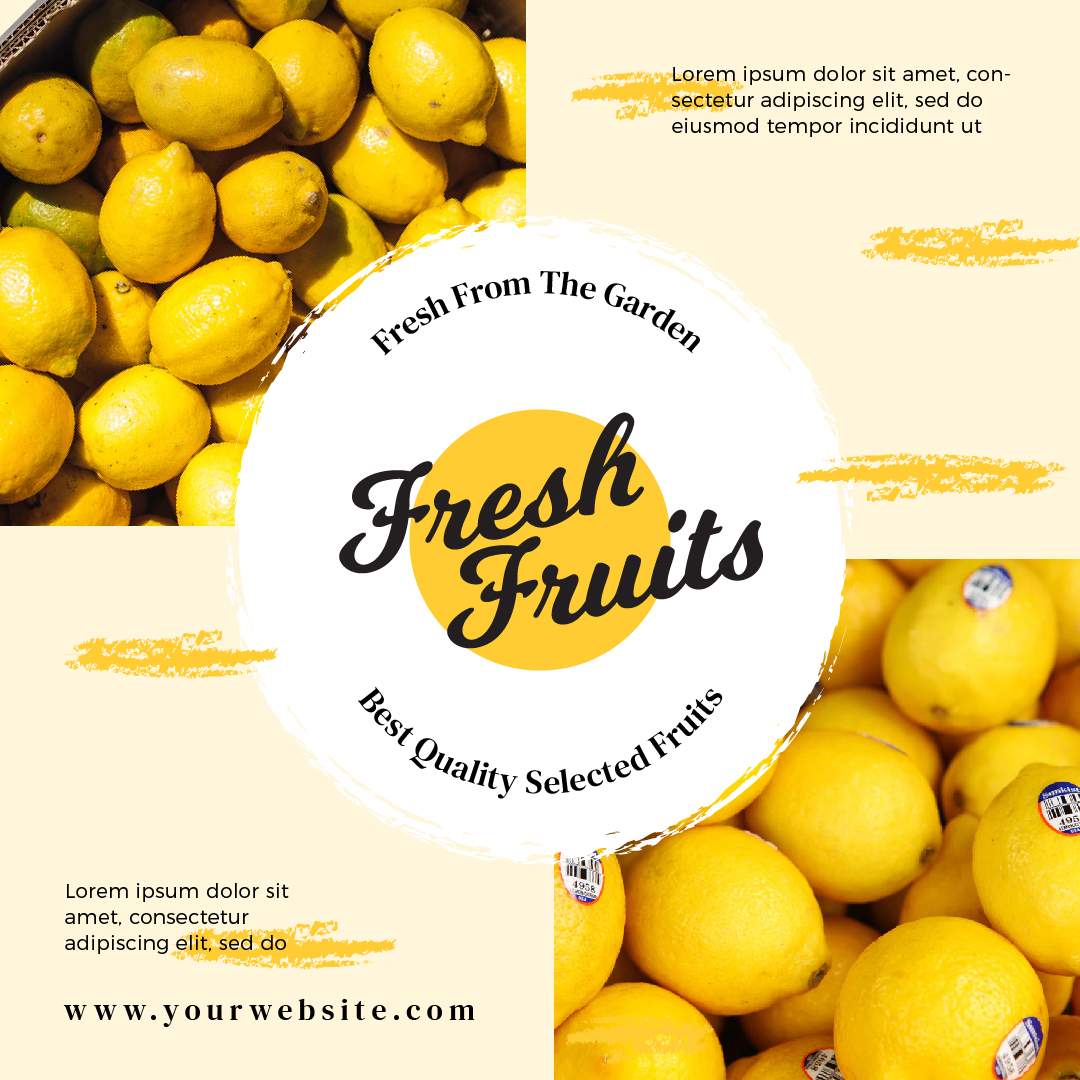 Lorem ipsum dolor sit amet, con-
sectetur adipiscing elit, sed do
eiusmod tempor incididunt ut
Fresh From The Garden
Fresh
Fruits
Best Quality Selected Fruits
4958
Lorem ipsum dolor sit
amet, consectetur
adipiscing elit, sed do
www.yourwebsite.com